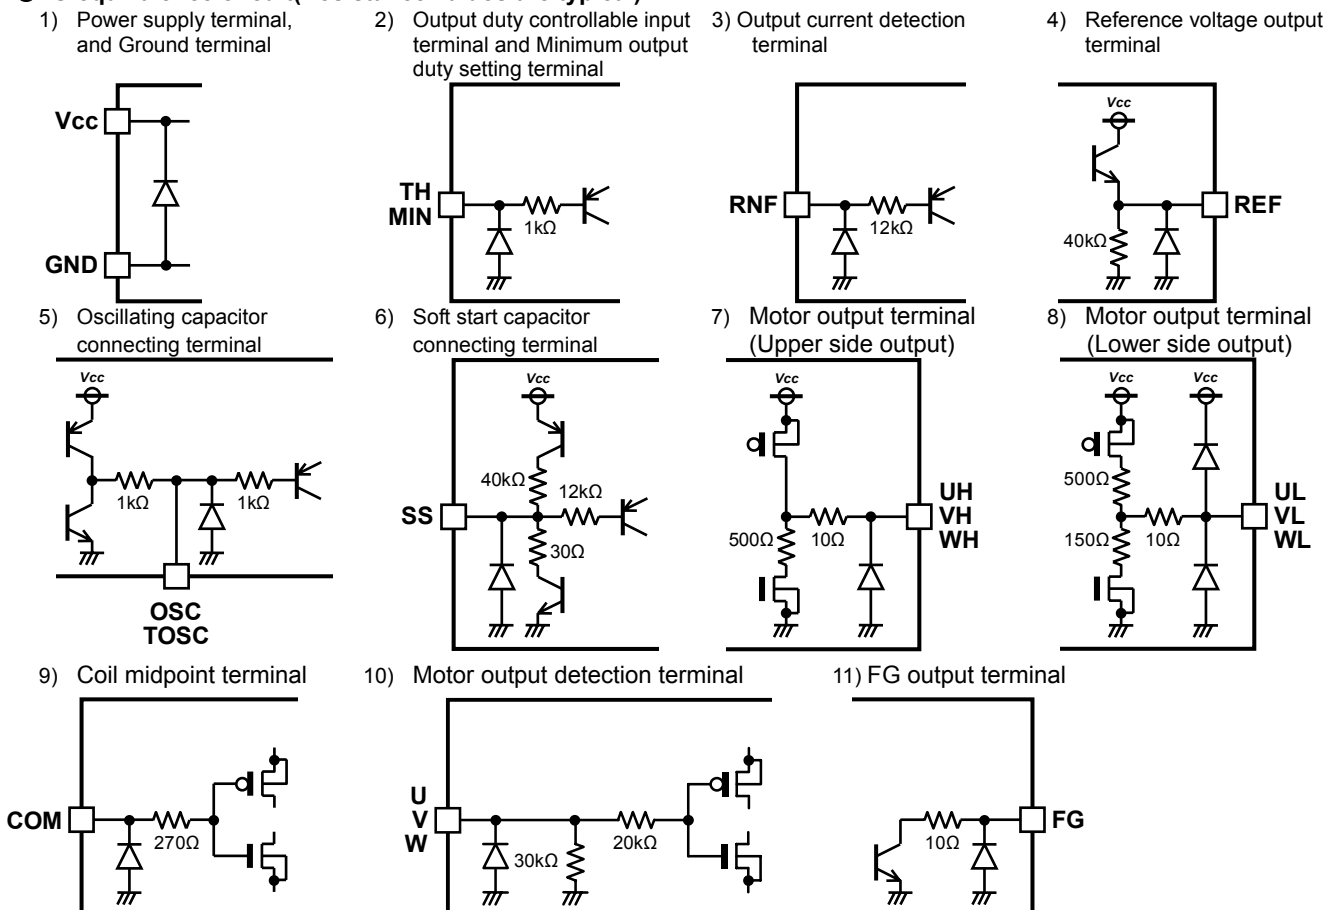 1) Power supply terminal,
and Ground terminal
2) Output duty controllable input
terminal and Minimum output
duty setting terminal
3) Output current detection
terminal
4) Reference voltage output
terminal
Vcc
GND
TH
MIN
1kΩ
RNF
12kΩ
Vcc
40kΩ
REF
5) Oscillating capacitor
connecting terminal
6) Soft start capacitor
connecting terminal
7) Motor output terminal
(Upper side output)
8) Motor output terminal
(Lower side output)
Vcc
1kΩ
1kΩ
OSC
TOSC
Vcc
40kΩ
12kΩ
SS
30Ω
Vcc
500Ω
10Ω
UH
VH
WH
Vcc
Vcc
500Ω
150Ω
10Ω
UL
VL
WL
9) Coil midpoint terminal
10) Motor output detection terminal
11) FG output terminal
COM
270Ω
U
V
W
30kΩ
20kΩ
10Ω
FG